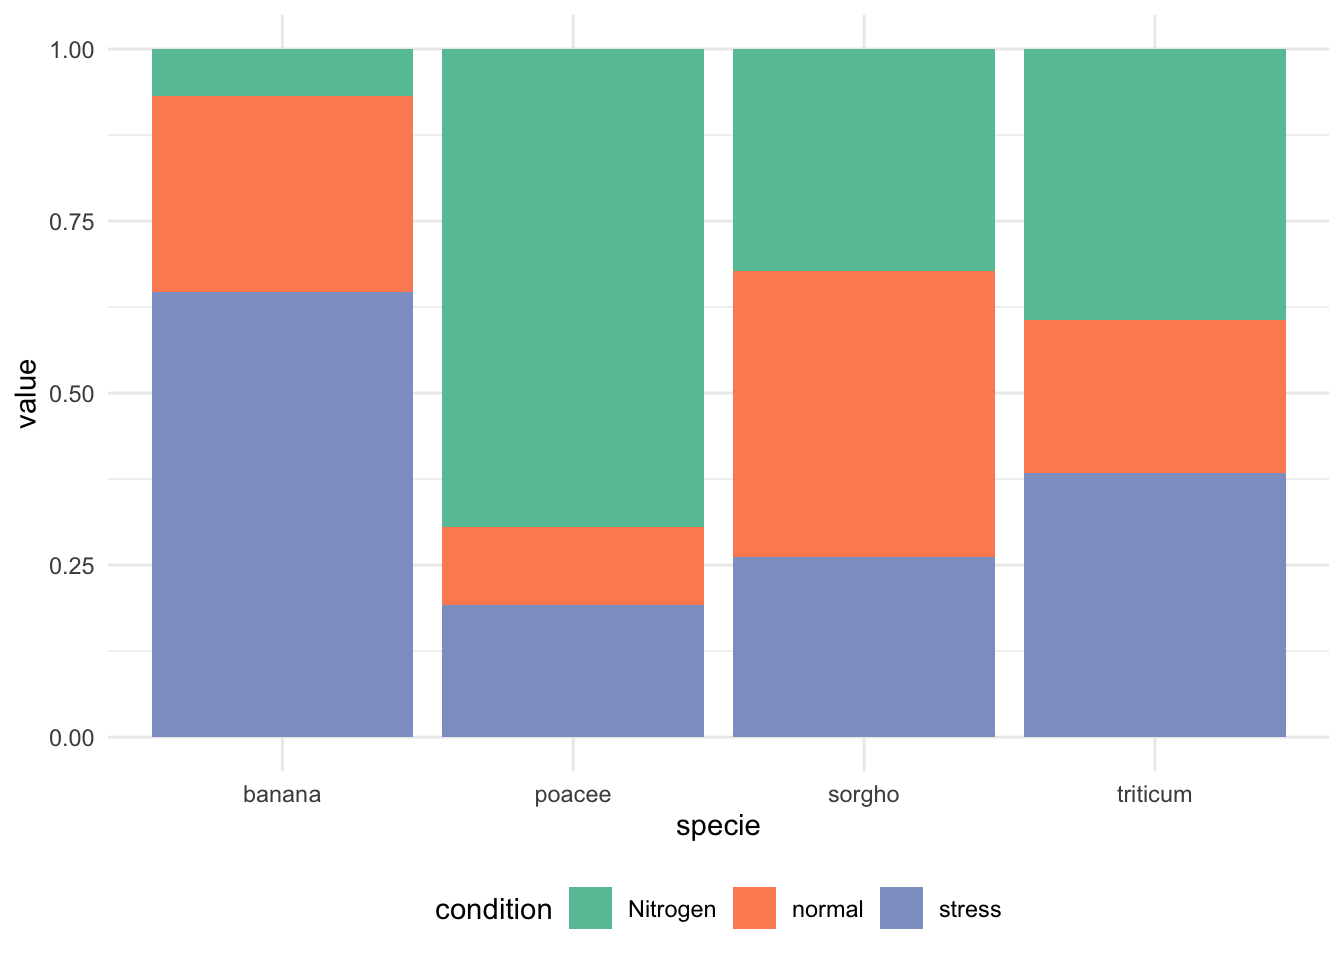 1.00
0.75
value
0.50
0.25
0.00
banana poacee sorgho triticum
specie
condition Nitrogen normal stress